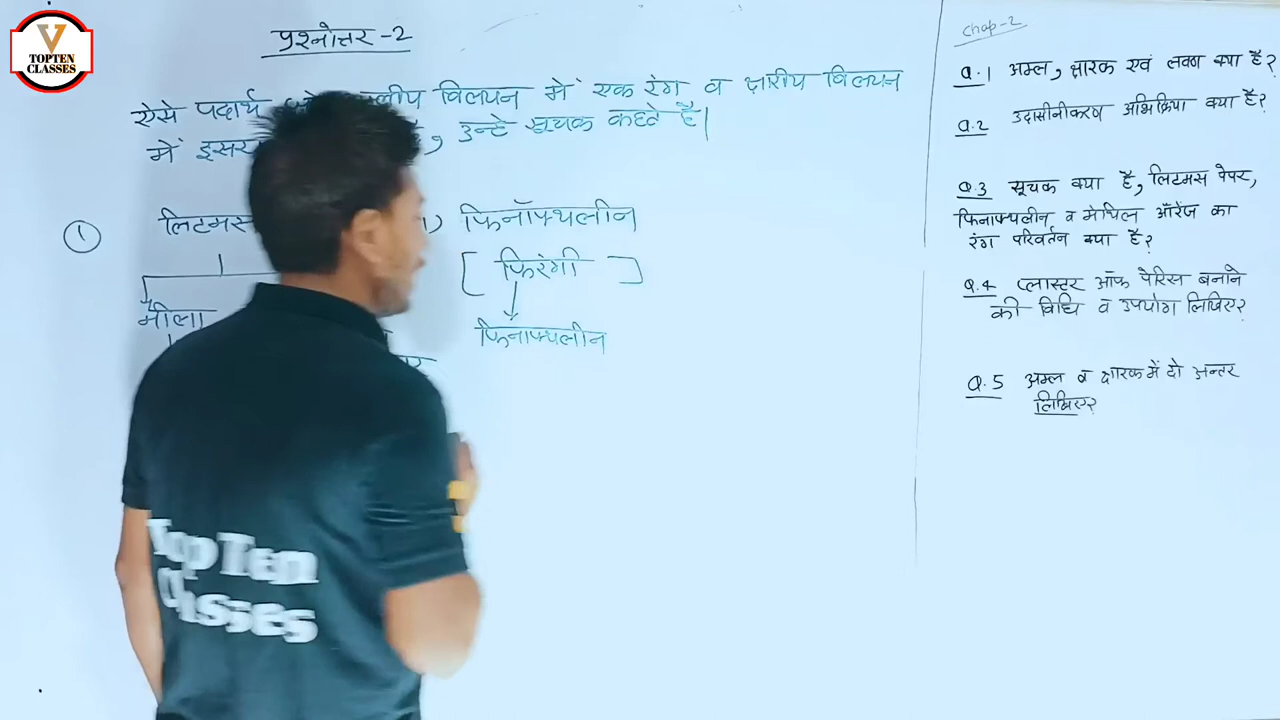 V
TOPTEN
CLASSES
प्रश्नोत्तर-2
ऐसे पदार्थ विलयन में एक रंग व क्षारीय विलयन
में , उन्हे सूचक कहते है।
① लिटमस फिनॉफ्थलीन
[ फिरंगी ]
नीला
फिनाफ्थलीन
Top Ten
Classes
Chap-2
Q.1 अम्ल, क्षारक एवं लवण क्या है?
Q.2 उदासीनीकरण अभिक्रिया क्या है?
Q.3 सूचक क्या है, लिटमस पेपर,
फिनाफ्थलीन व मेथिल ऑरेंज का
रंग परिवर्तन क्या है?
Q.4 प्लास्टर ऑफ पेरिस बनाने
की विधि व उपयोग लिखिए?
Q.5 अम्ल व क्षारक में दो अन्तर
लिखिए?